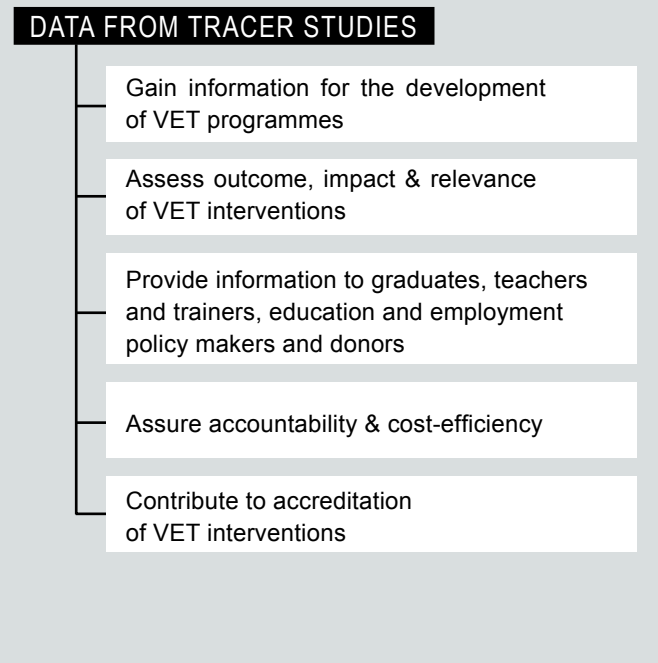 DATA FROM TRACER STUDIES
Gain information for the development
of VET programmes
Assess outcome, impact & relevance
of VET interventions
Provide information to graduates, teachers
and trainers, education and employment
policy makers and donors
Assure accountability & cost-efficiency
Contribute to accreditation
of VET interventions